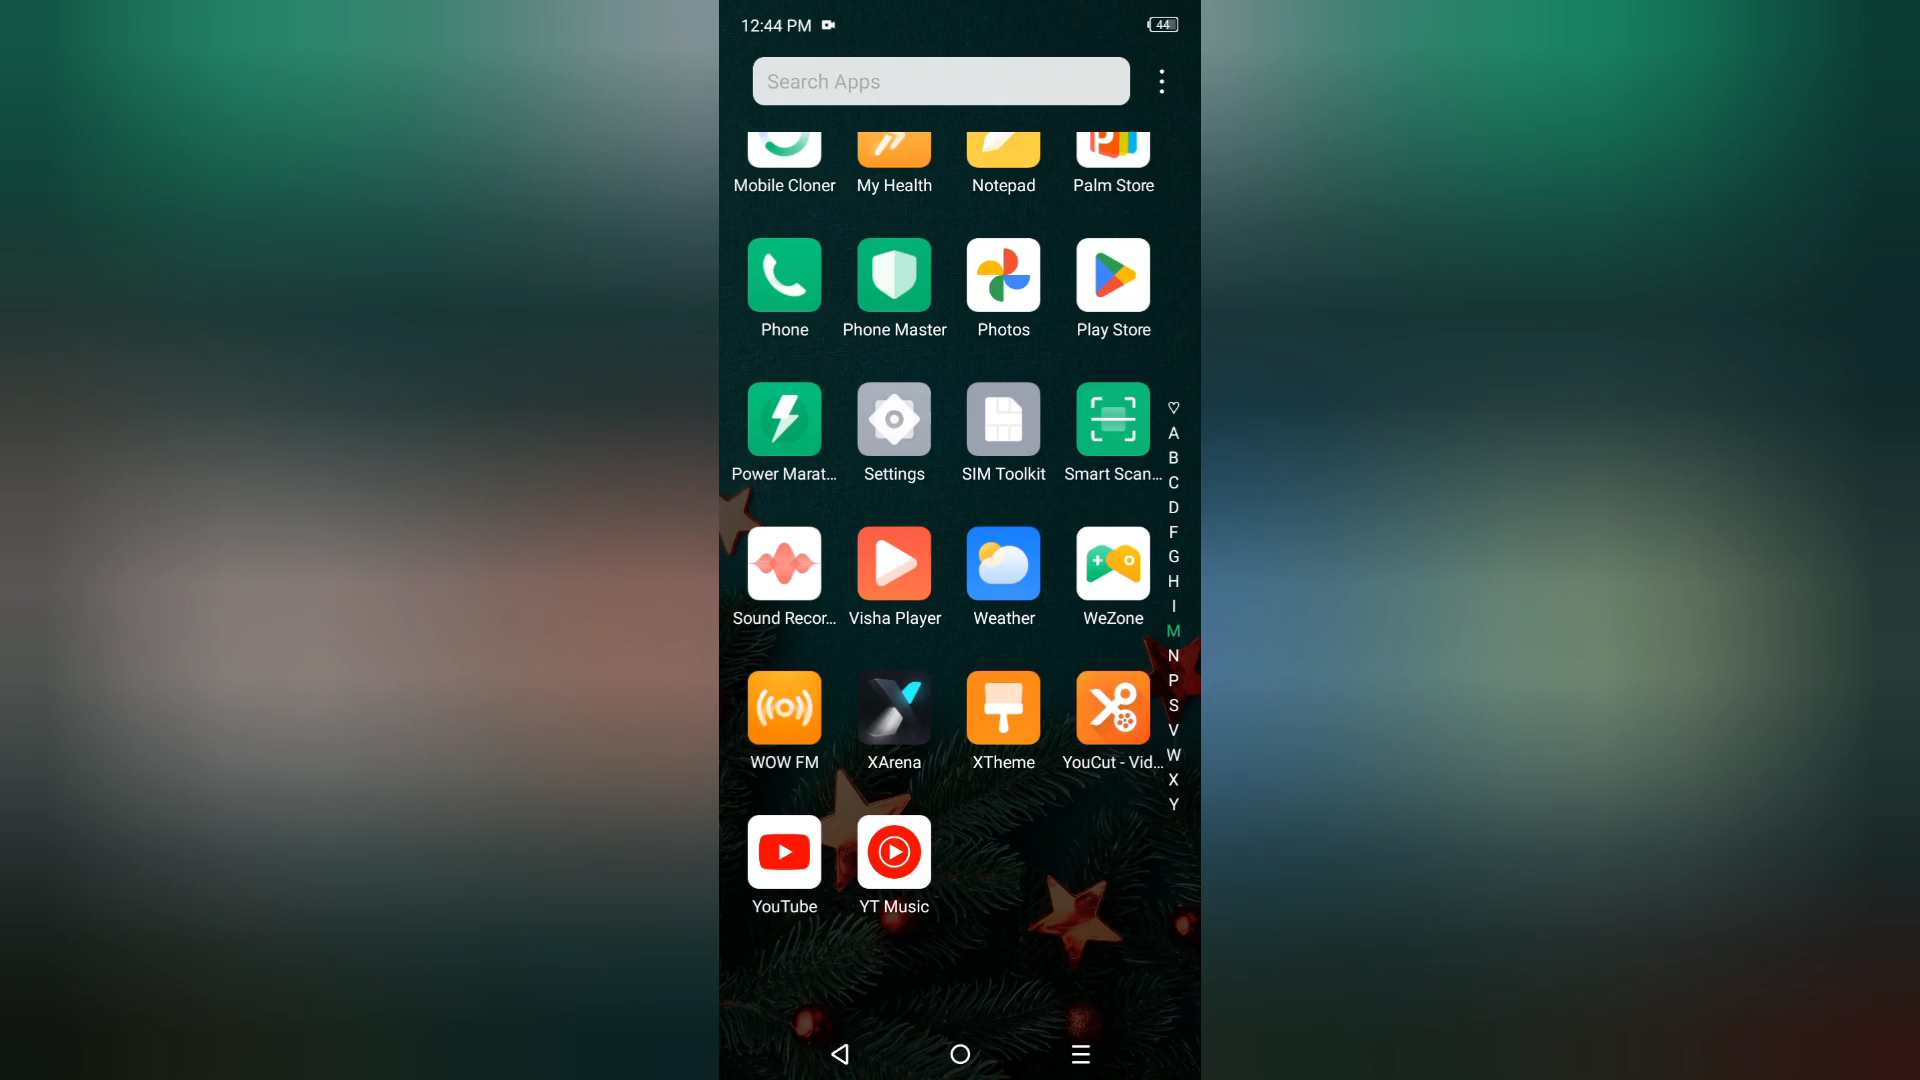 12:44 PM
44
Search Apps
Mobile Cloner My Health Notepad Palm Store
Phone Phone Master Photos Play Store
Power Marat... Settings SIM Toolkit Smart Scan...
Sound Recor... Visha Player Weather WeZone
WOW FM XArena XTheme YouCut - Vid...
YouTube YT Music
A
B
C
D
F
G
H
I
M
N
P
S
V
W
X
Y